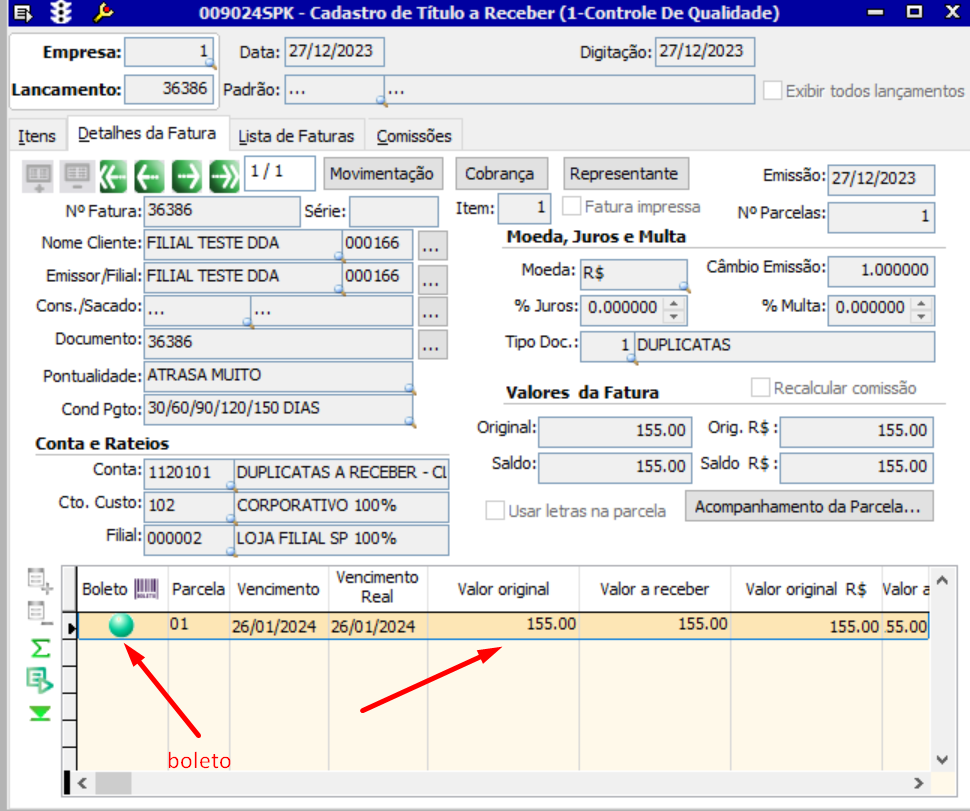 009024SPK - Cadastro de Título a Receber (1-Controle De Qualidade)
Empresa: 1 Data: 27/12/2023 Digitação: 27/12/2023
Lancamento: 36386 Padrão: ... ... Exibir todos lançamentos
Itens Detalhes da Fatura Lista de Faturas Comissões
1 / 1 Movimentação Cobrança Representante Emissão: 27/12/2023
Nº Fatura: 36386 Série: Item: 1 Fatura impressa Nº Parcelas: 1
Nome Cliente: FILIAL TESTE DDA 000166 ... Moeda, Juros e Multa
Emissor/Filial: FILIAL TESTE DDA 000166 ... Moeda: R$ Câmbio Emissão: 1.000000
Cons./Sacado: ... ... ... % Juros: 0.000000 % Multa: 0.000000
Documento: 36386 ... Tipo Doc.: 1 DUPLICATAS
Pontualidade: ATRASA MUITO
Cond Pgto: 30/60/90/120/150 DIAS Valores da Fatura Recalcular comissão
Conta e Rateios Original: 155.00 Orig. R$ : 155.00
Conta: 1120101 DUPLICATAS A RECEBER - CL Saldo: 155.00 Saldo R$ : 155.00
Cto. Custo: 102 CORPORATIVO 100% Usar letras na parcela Acompanhamento da Parcela...
Filial: 000002 LOJA FILIAL SP 100%
Boleto BOLETO Parcela Vencimento Vencimento Real Valor original Valor a receber Valor original R$ Valor a
01 26/01/2024 26/01/2024 155.00 155.00 155.00 55.00
boleto